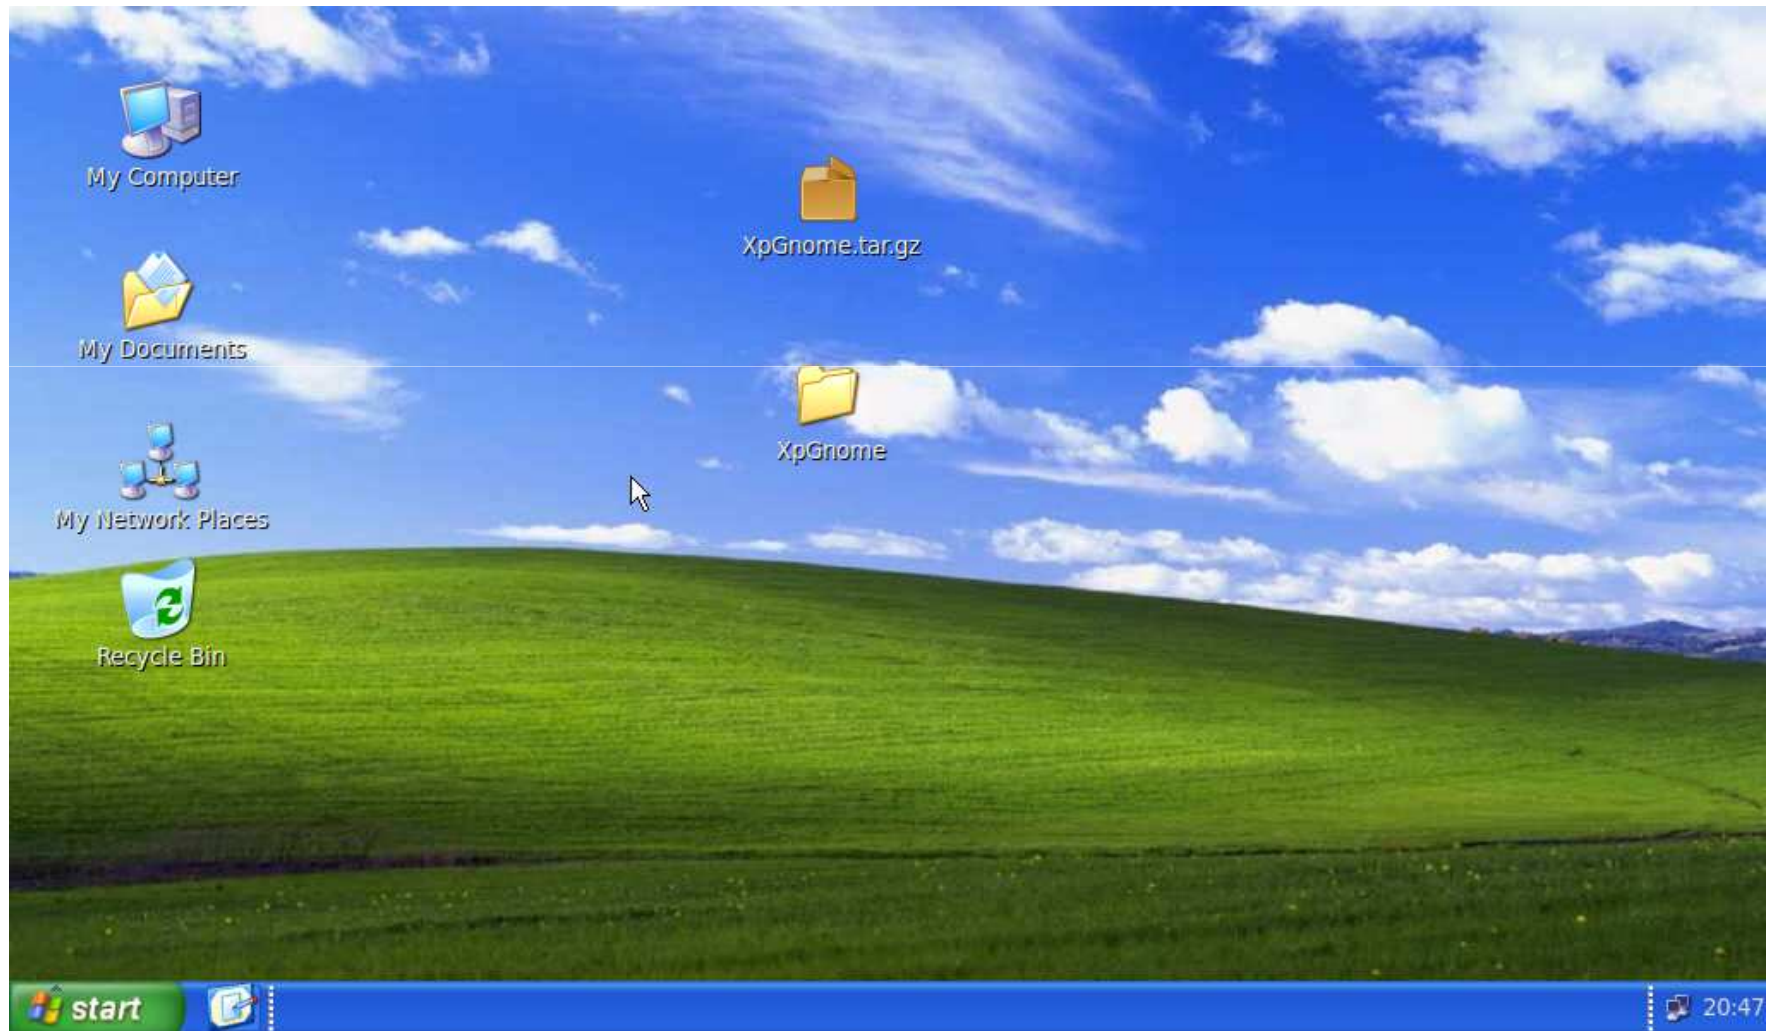 My Computer
XpGnome.tar.gz
My Documents
XpGnome
My Network Places
Recycle Bin
start
20:47